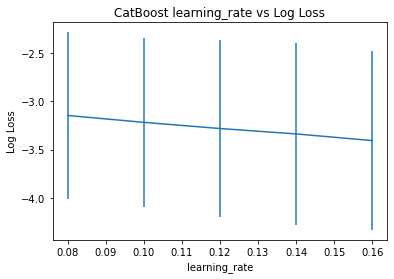 CatBoost learning_rate vs Log Loss
Log Loss
−2.5
−3.0
−3.5
−4.0
0.08 0.09 0.10 0.11 0.12 0.13 0.14 0.15 0.16
learning_rate